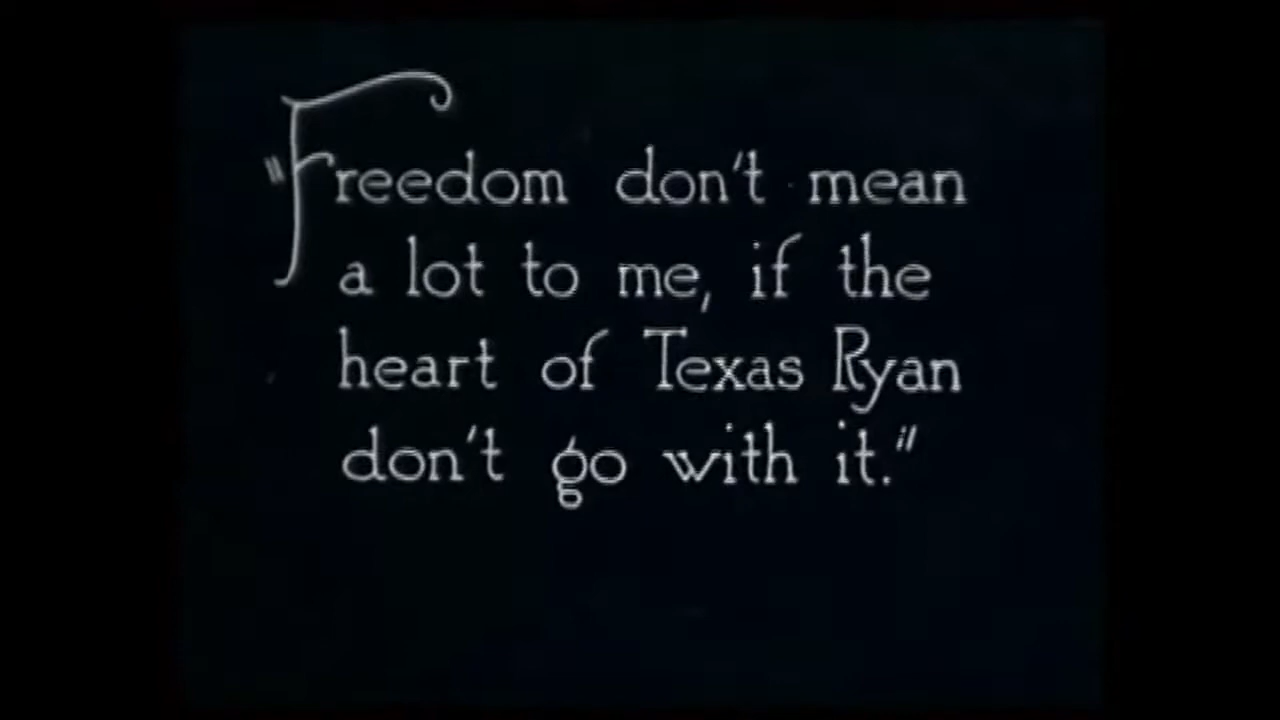 "Freedom don't mean
a lot to me, if the
heart of Texas Ryan
don't go with it."